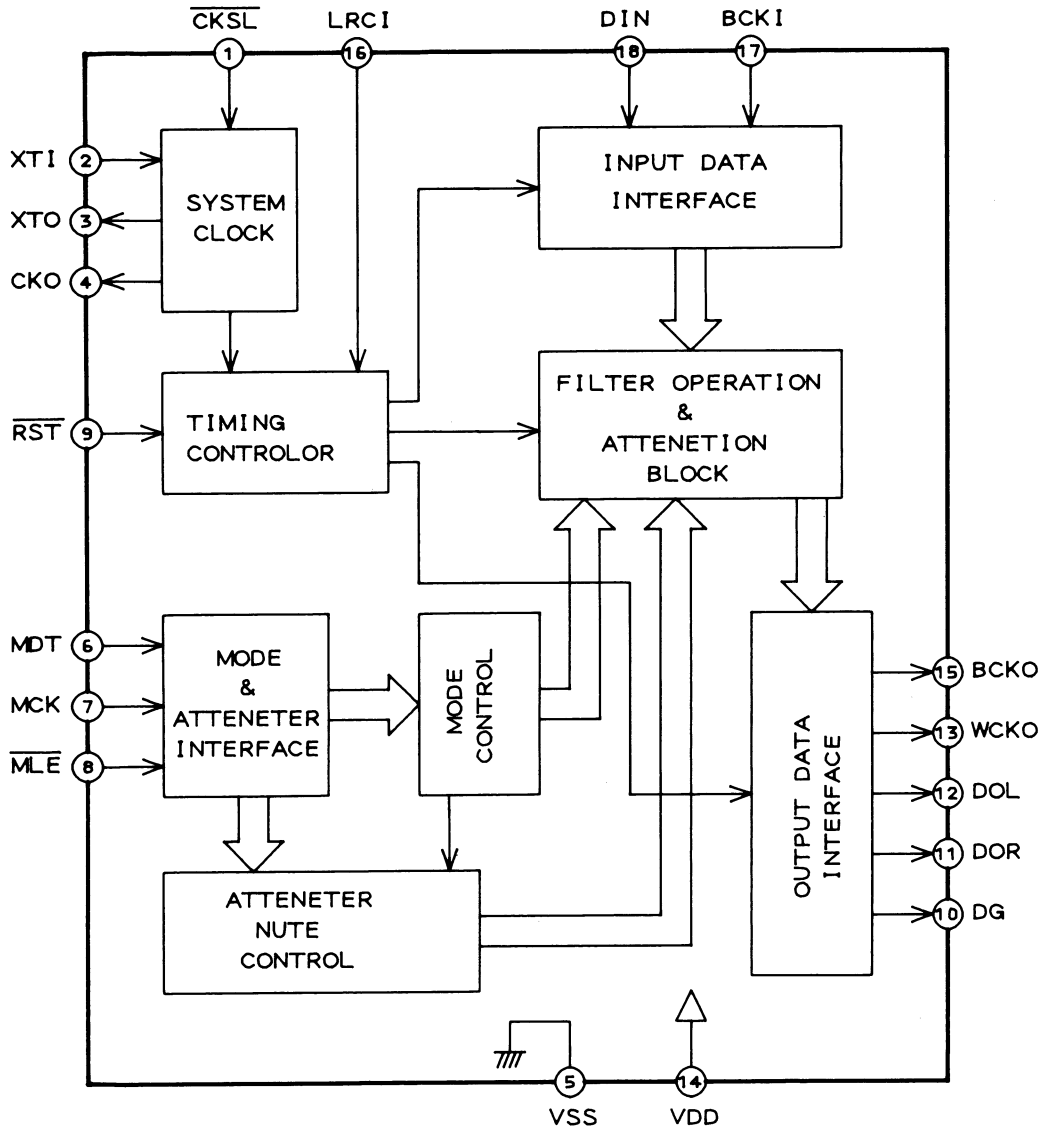 CKSL LRCI DIN BCKI
1 16 18 17
XTI 2
XTO 3
CKO 4
SYSTEM
CLOCK
INPUT DATA
INTERFACE
RST 9
TIMING
CONTROLOR
FILTER OPERATION
&
ATTENETION
BLOCK
MDT 6
MCK 7
MLE 8
MODE
&
ATTENETER
INTERFACE
MODE
CONTROL
ATTENETER
NUTE
CONTROL
OUTPUT DATA
INTERFACE
15 BCKO
13 WCKO
12 DOL
11 DOR
10 DG
5 14
VSS VDD